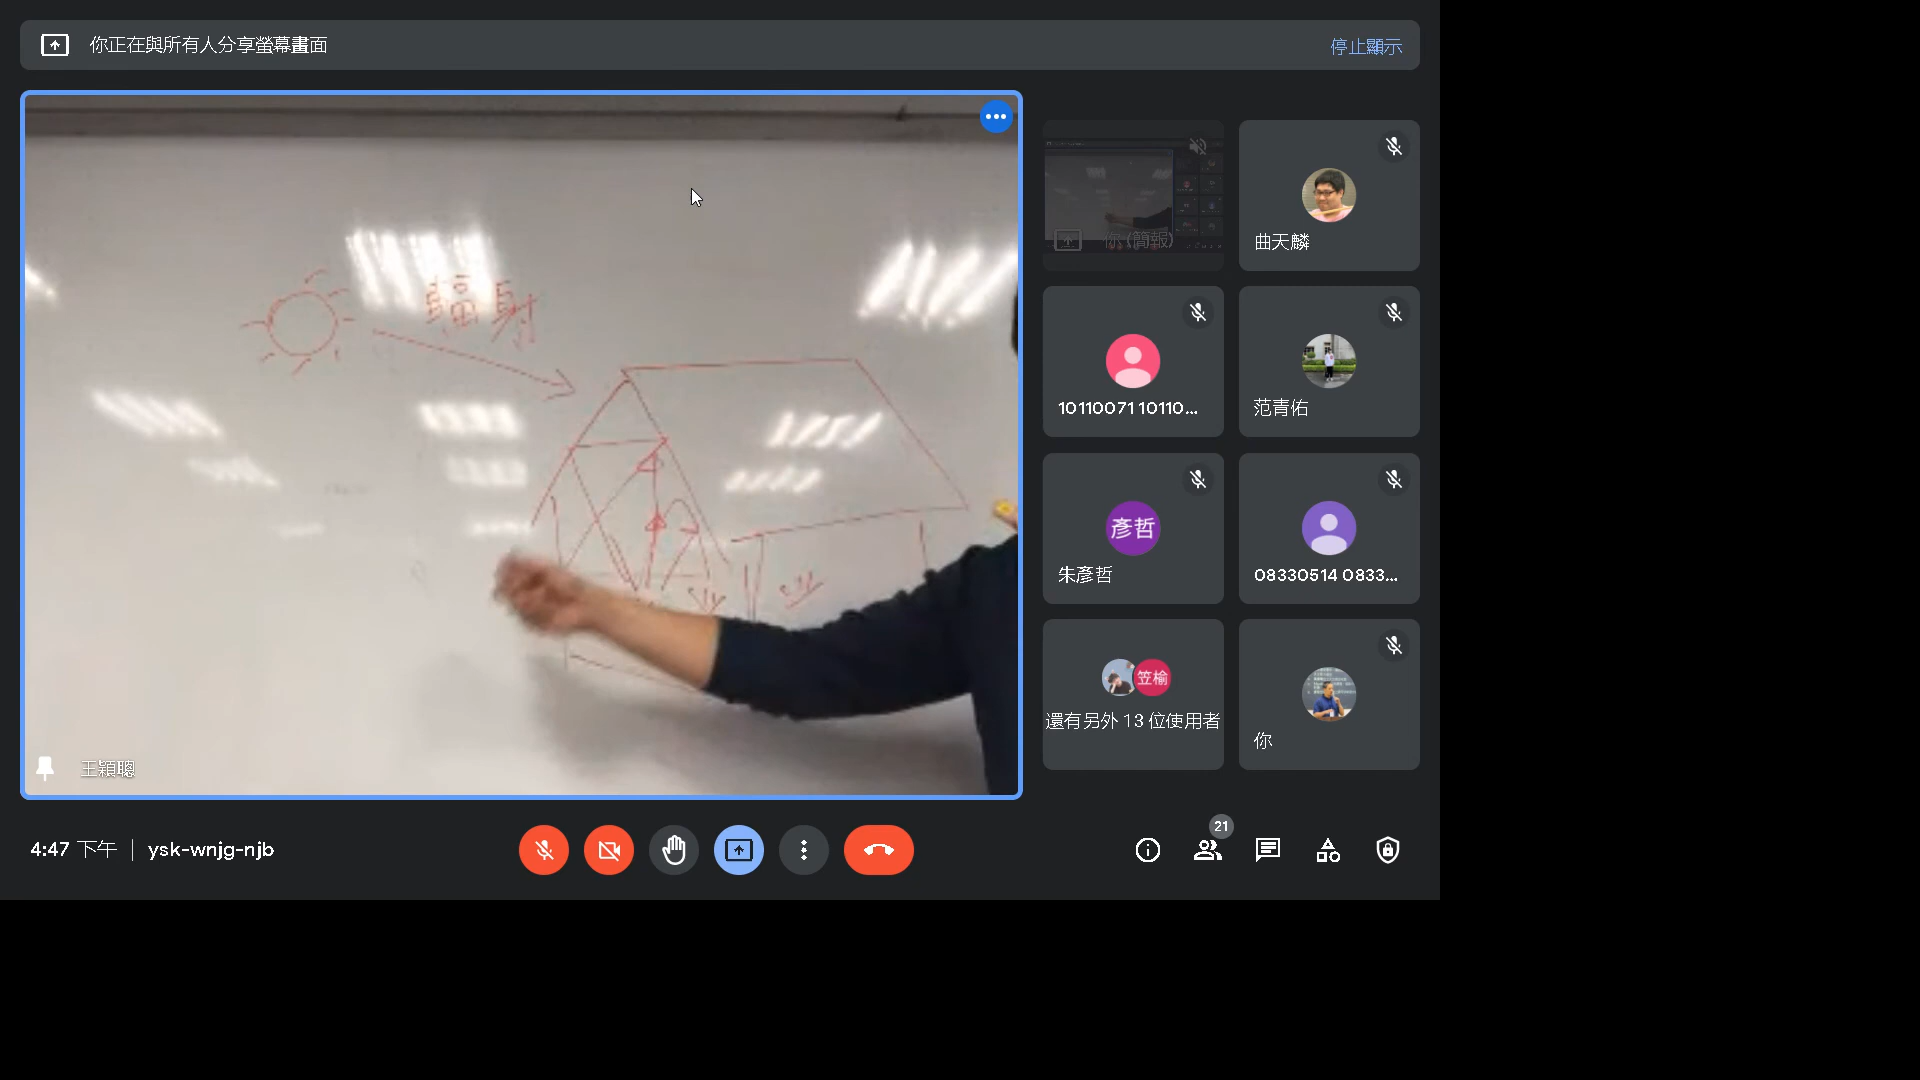 你正在與所有人分享螢幕畫面
停止顯示
輻射
你 (簡報)
曲天麟
10110071 10110...
范青佑
彥哲
朱彥哲
08330514 0833...
笠榆
還有另外 13 位使用者
你
王穎聰
4:47 下午
ysk-wnjg-njb
21